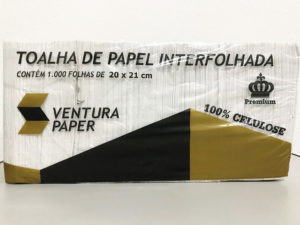 TOALHA DE PAPEL INTERFOLHADA
CONTÉM 1.000 FOLHAS DE 20 x 21 cm
Premium
VENTURA
PAPER
100% CELULOSE